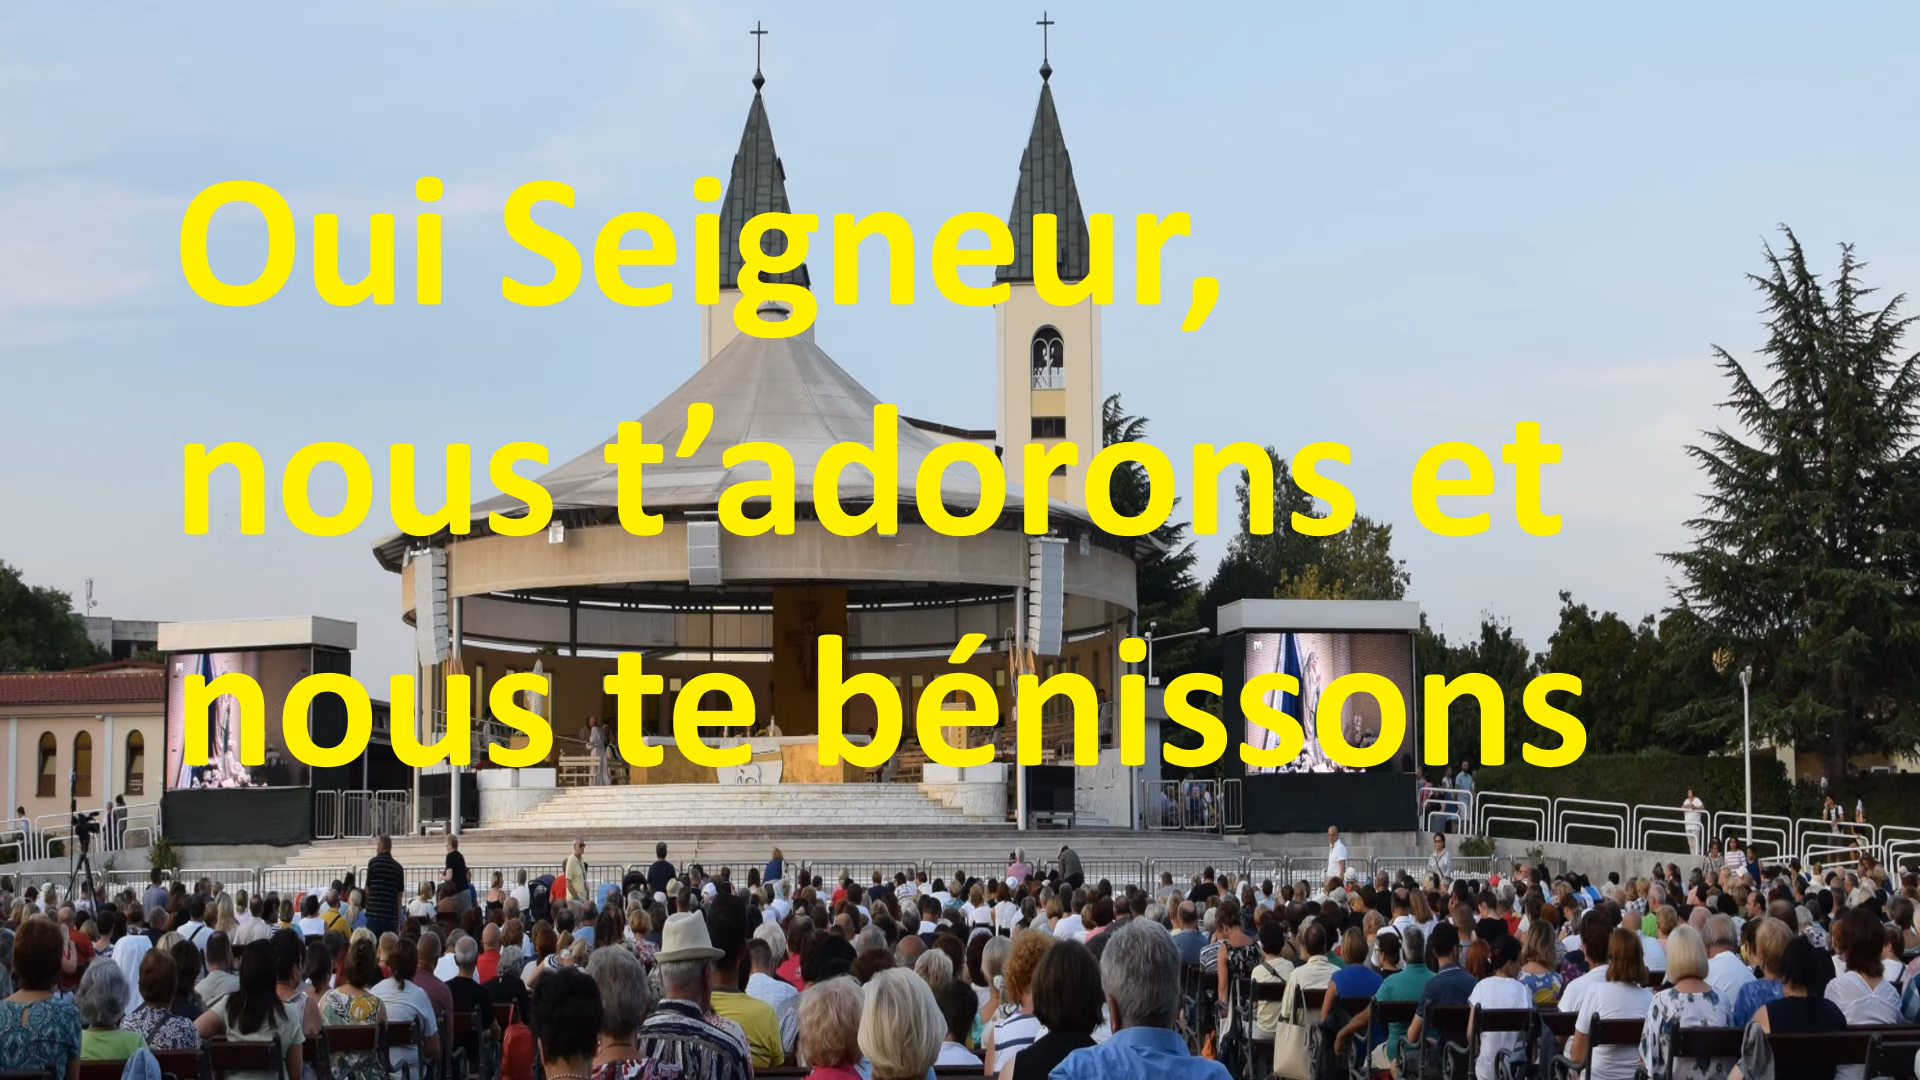 Oui Seigneur,
nous t’adorons et
nous te bénissons
M
M